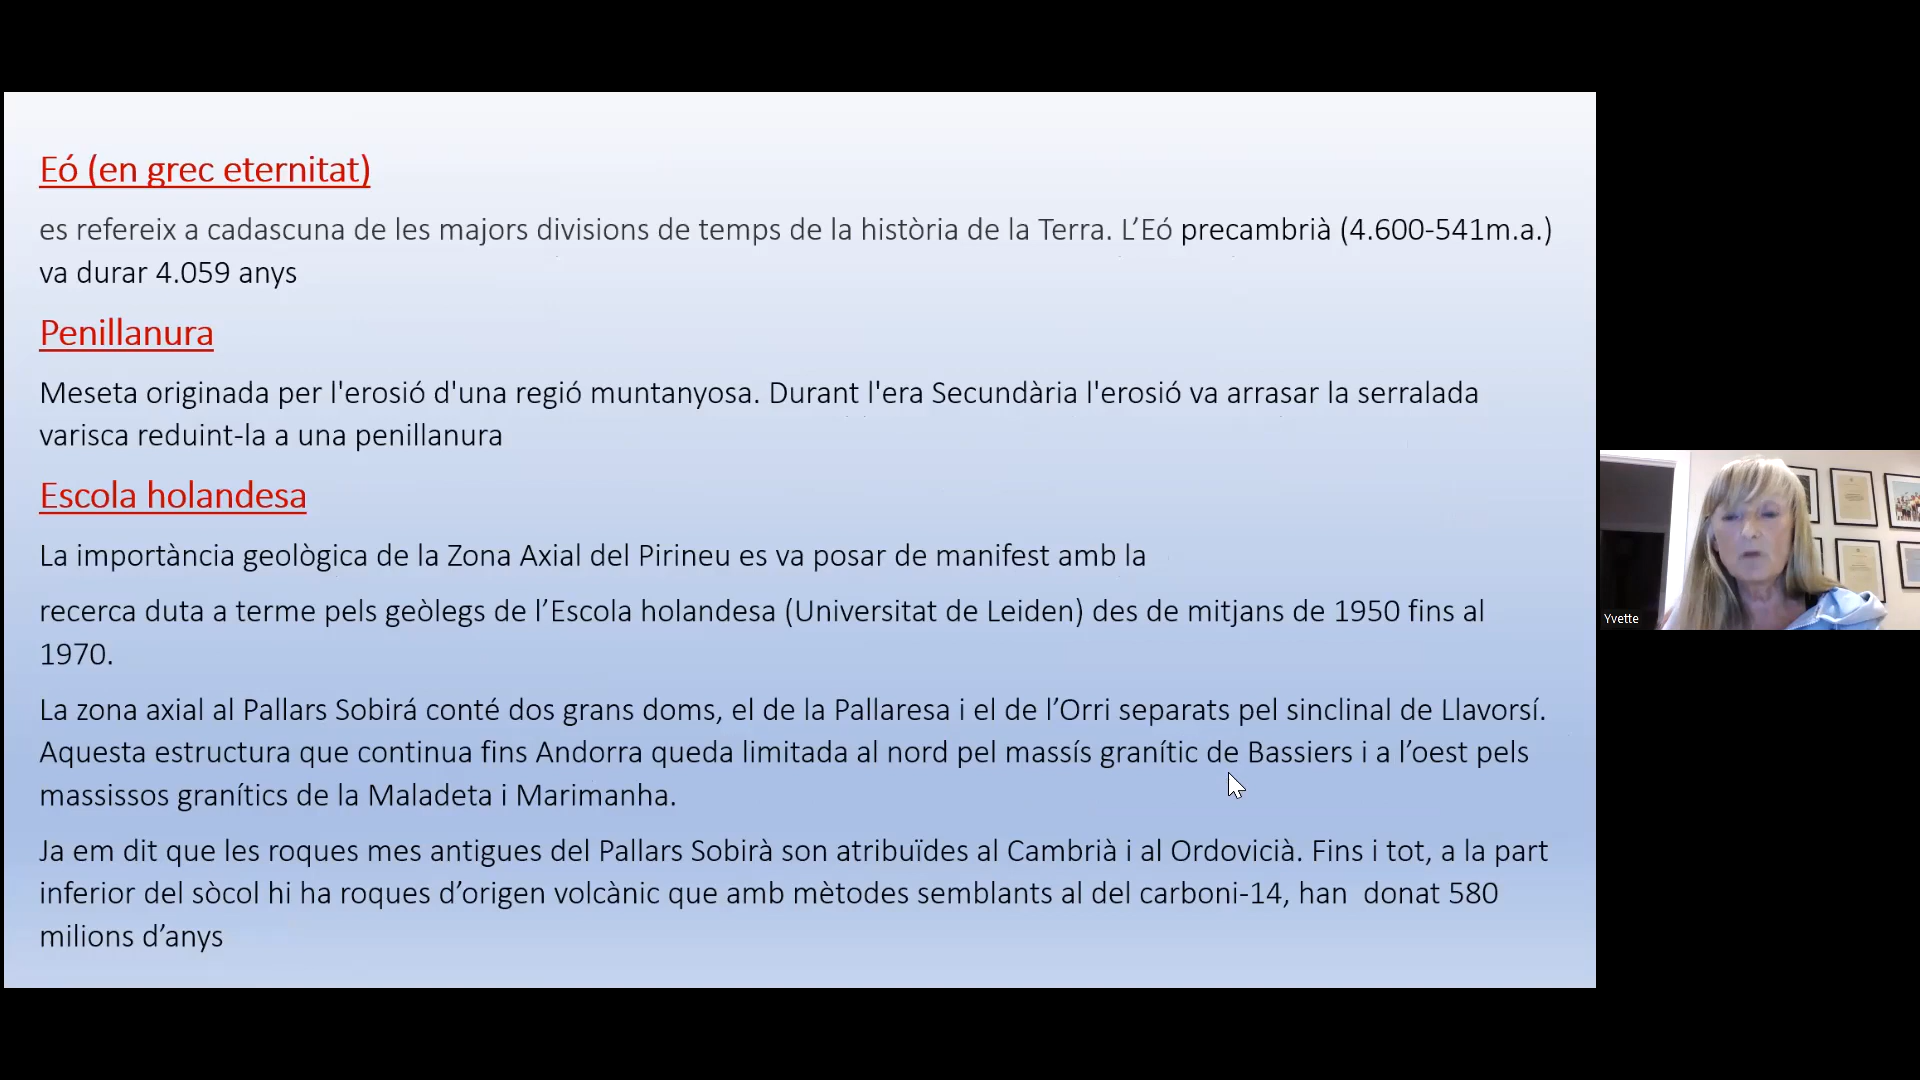 Eó (en grec eternitat)
es refereix a cadascuna de les majors divisions de temps de la història de la Terra. L’Eó precambrià (4.600-541m.a.)
va durar 4.059 anys
Penillanura
Meseta originada per l'erosió d'una regió muntanyosa. Durant l'era Secundària l'erosió va arrasar la serralada
varisca reduint-la a una penillanura
Escola holandesa
La importància geològica de la Zona Axial del Pirineu es va posar de manifest amb la
recerca duta a terme pels geòlegs de l’Escola holandesa (Universitat de Leiden) des de mitjans de 1950 fins al
1970.
La zona axial al Pallars Sobirá conté dos grans doms, el de la Pallaresa i el de l’Orri separats pel sinclinal de Llavorsí.
Aquesta estructura que continua fins Andorra queda limitada al nord pel massís granític de Bassiers i a l’oest pels
massissos granítics de la Maladeta i Marimanha.
Ja em dit que les roques mes antigues del Pallars Sobirà son atribuïdes al Cambrià i al Ordovicià. Fins i tot, a la part
inferior del sòcol hi ha roques d’origen volcànic que amb mètodes semblants al del carboni-14, han  donat 580
milions d’anys
Yvette